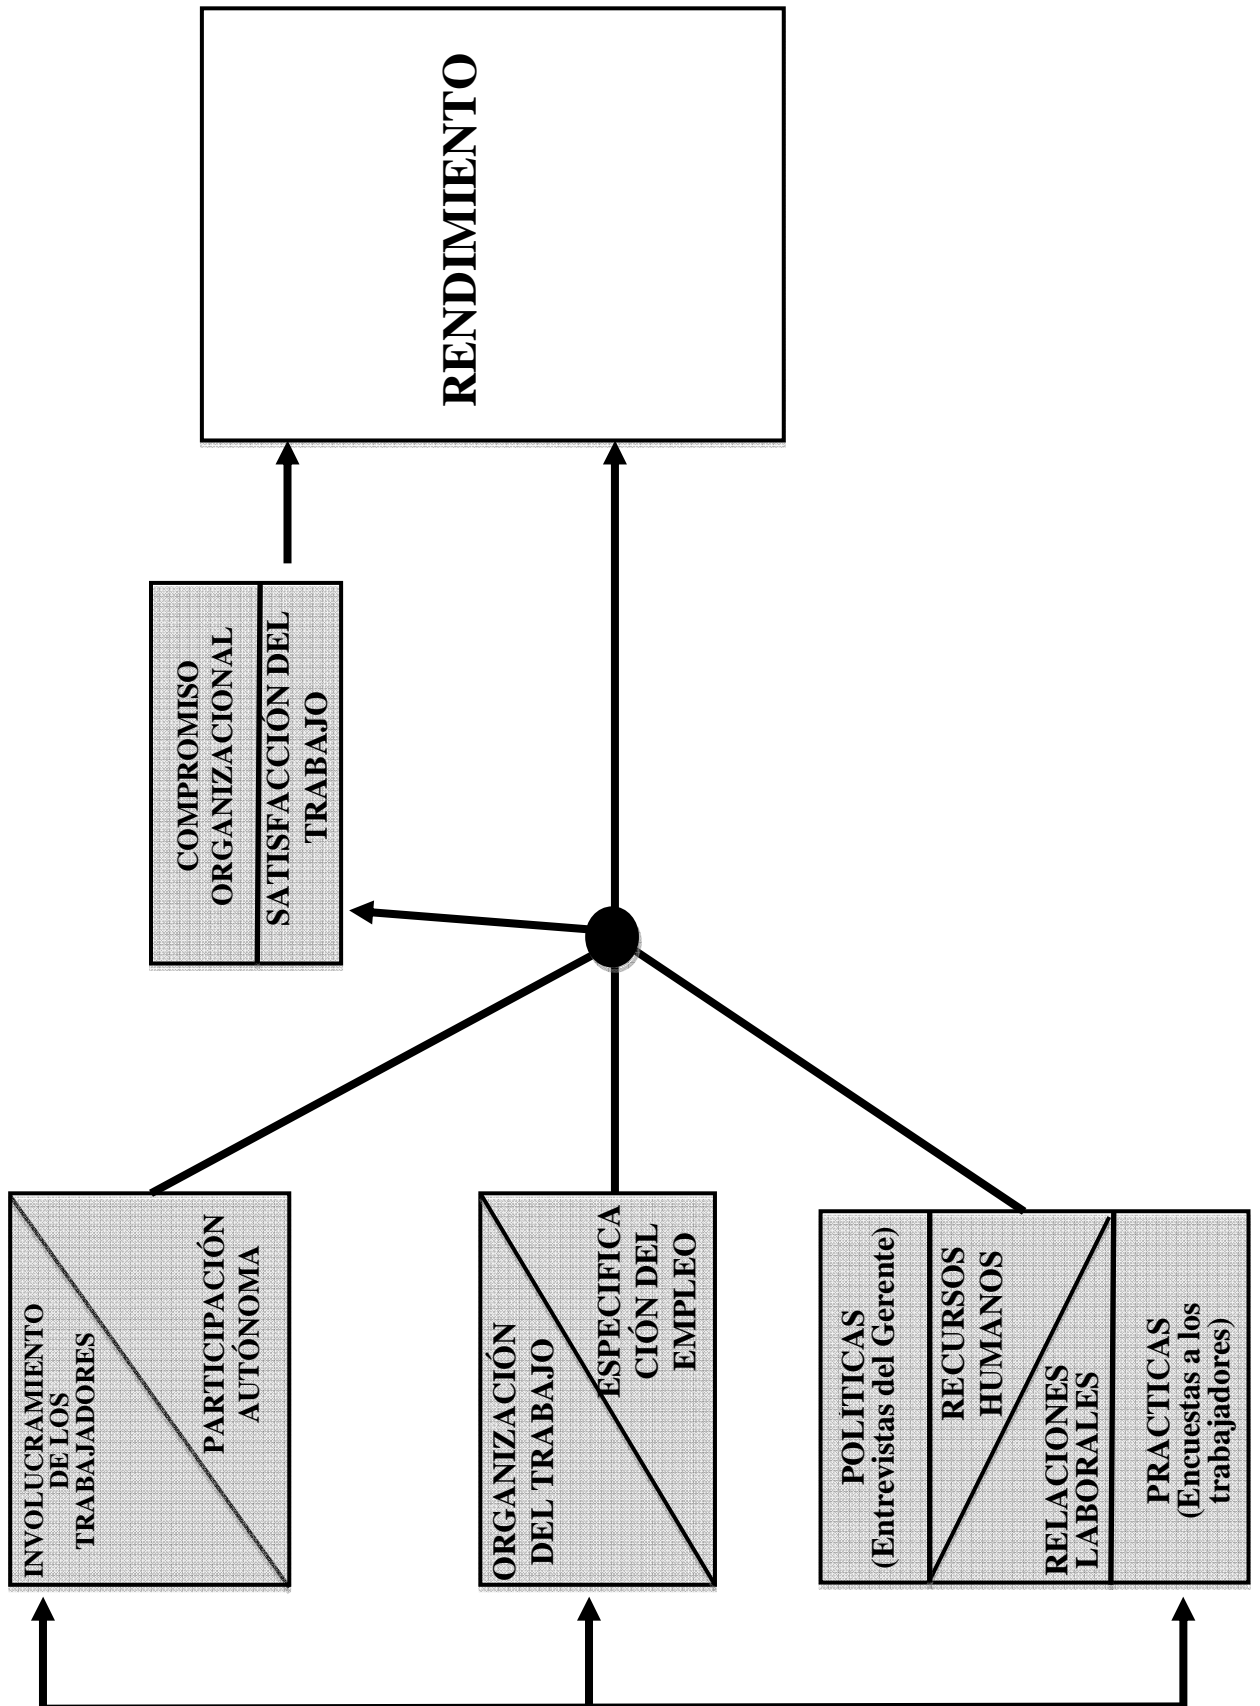 INVOLUCRAMIENTO
DE LOS
TRABAJADORES
PARTICIPACIÓN
AUTÓNOMA
ORGANIZACIÓN
DEL TRABAJO
ESPECIFICA
CIÓN DEL
EMPLEO
POLÍTICAS
(Entrevistas del Gerente)
RECURSOS
HUMANOS
RELACIONES
LABORALES
PRACTICAS
(Encuestas a los
trabajadores)
COMPROMISO
ORGANIZACIONAL
SATISFACCIÓN DEL
TRABAJO
RENDIMIENTO